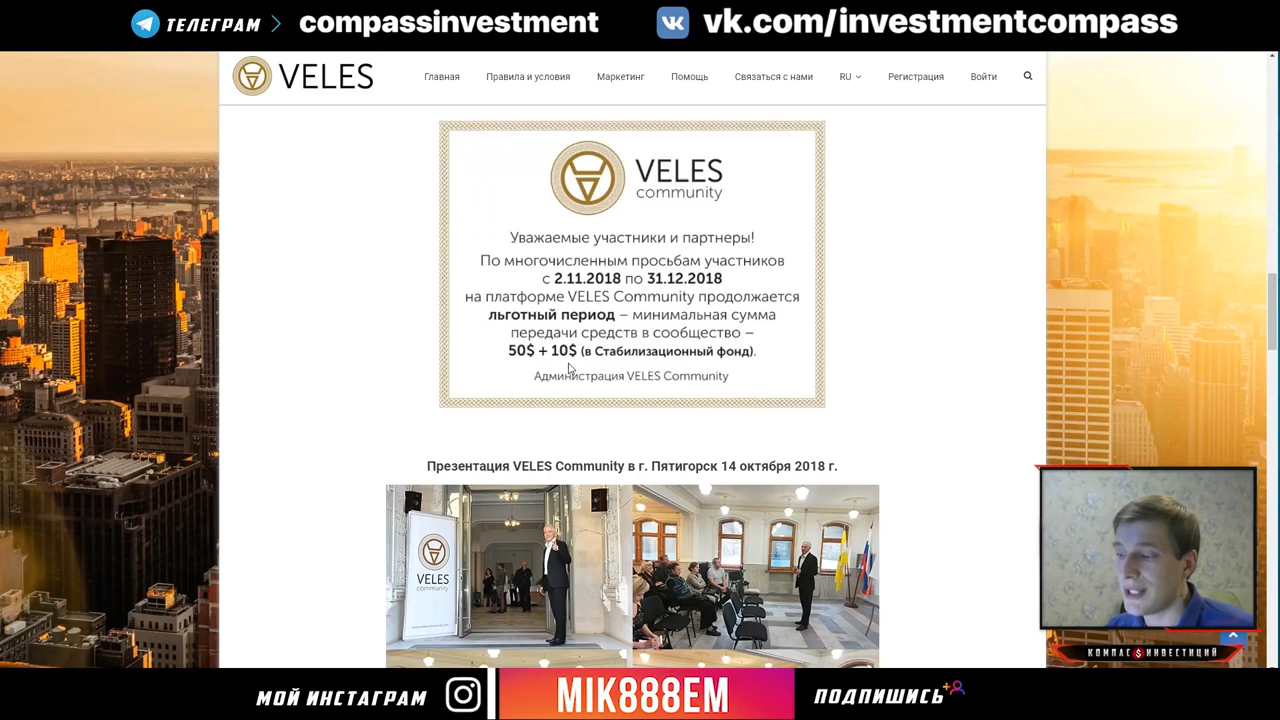 ТЕЛЕГРАМ
compassinvestment
vk.com/investmentcompass
VELES
Главная Правила и условия Маркетинг Помощь Связаться с нами RU Регистрация Войти
VELES
community
Уважаемые участники и партнеры!
По многочисленным просьбам участников
с 2.11.2018 по 31.12.2018
на платформе VELES Community продолжается
льготный период – минимальная сумма
передачи средств в сообщество –
50$ + 10$ (в Стабилизационный фонд).
Администрация VELES Community
Презентация VELES Community в г. Пятигорск 14 октября 2018 г.
VELES
community
КОМПАС $ ИНВЕСТИЦИЙ
МОЙ ИНСТАГРАМ
MIK888EM
ПОДПИШИСЬ